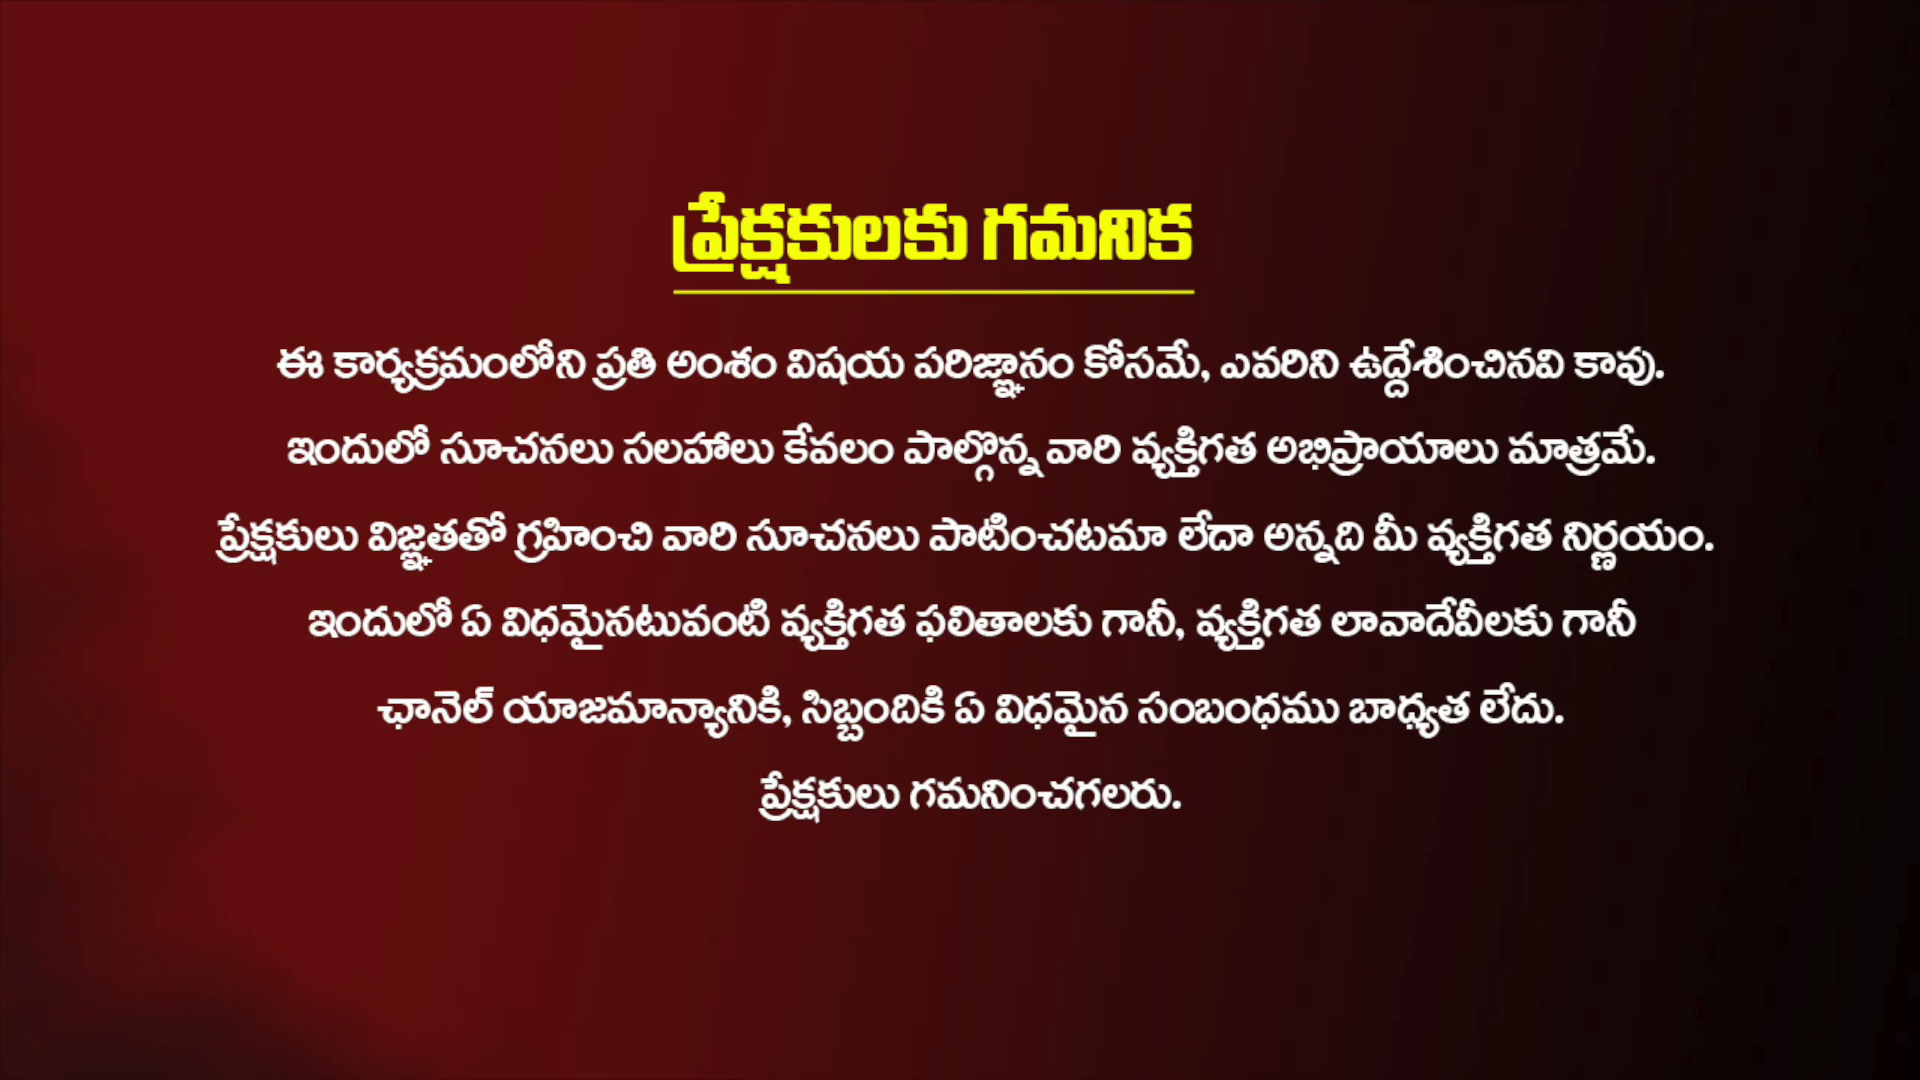 ప్రేక్షకులకు గమనిక
ఈ కార్యక్రమంలోని ప్రతి అంశం విషయ పరిజ్ఞానం కోసమే, ఎవరిని ఉద్దేశించినవి కావు.
ఇందులో సూచనలు సలహాలు కేవలం పాల్గొన్న వారి వ్యక్తిగత అభిప్రాయాలు మాత్రమే.
ప్రేక్షకులు విజ్ఞతతో గ్రహించి వారి సూచనలు పాటించటమా లేదా అన్నది మీ వ్యక్తిగత నిర్ణయం.
ఇందులో ఏ విధమైనటువంటి వ్యక్తిగత ఫలితాలకు గానీ, వ్యక్తిగత లావాదేవీలకు గానీ
ఛానెల్ యాజమాన్యానికి, సిబ్బందికి ఏ విధమైన సంబంధము బాధ్యత లేదు.
ప్రేక్షకులు గమనించగలరు.